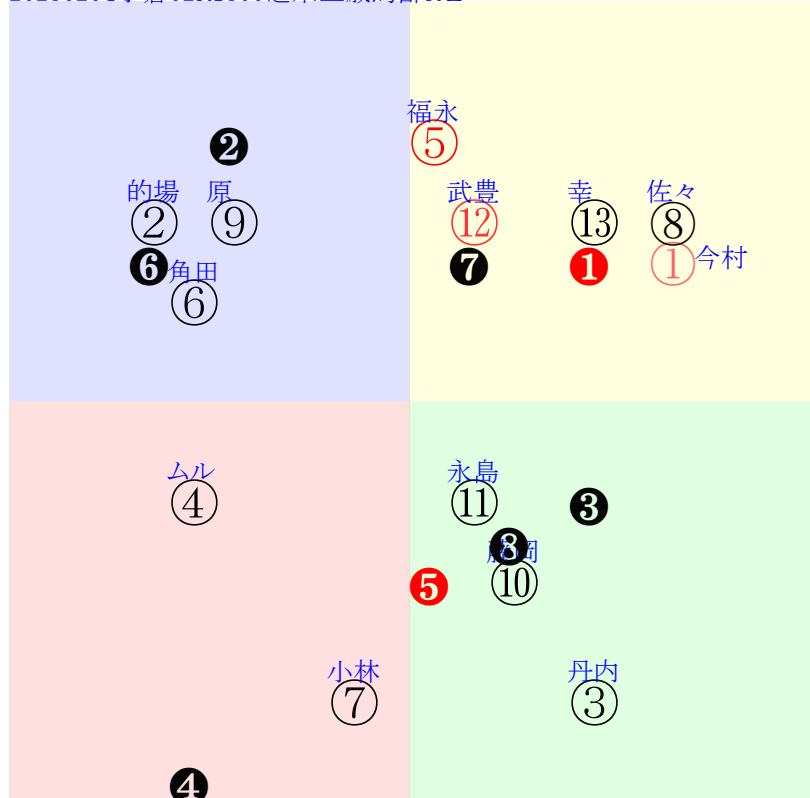 福永
❷
⑤
的場 原 武豊 幸 佐々
② ⑨ ⑫ ⑬ ⑧
❻ 角田 ❼ ❶ ① 今村
⑥
ムル 永島
④ ⑪ ❸
❽
❺ ⑩
小林 丹内
⑦ ③
❹